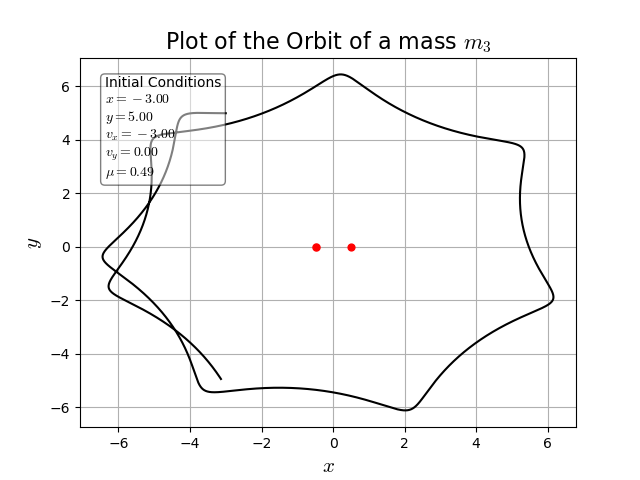 Plot of the Orbit of a mass m₃
Initial Conditions
x = −3.00
y = 5.00
vₓ = −3.00
v_y = 0.00
μ = 0.49
6
4
2
0
−2
−4
−6
y
−6 −4 −2 0 2 4 6
x